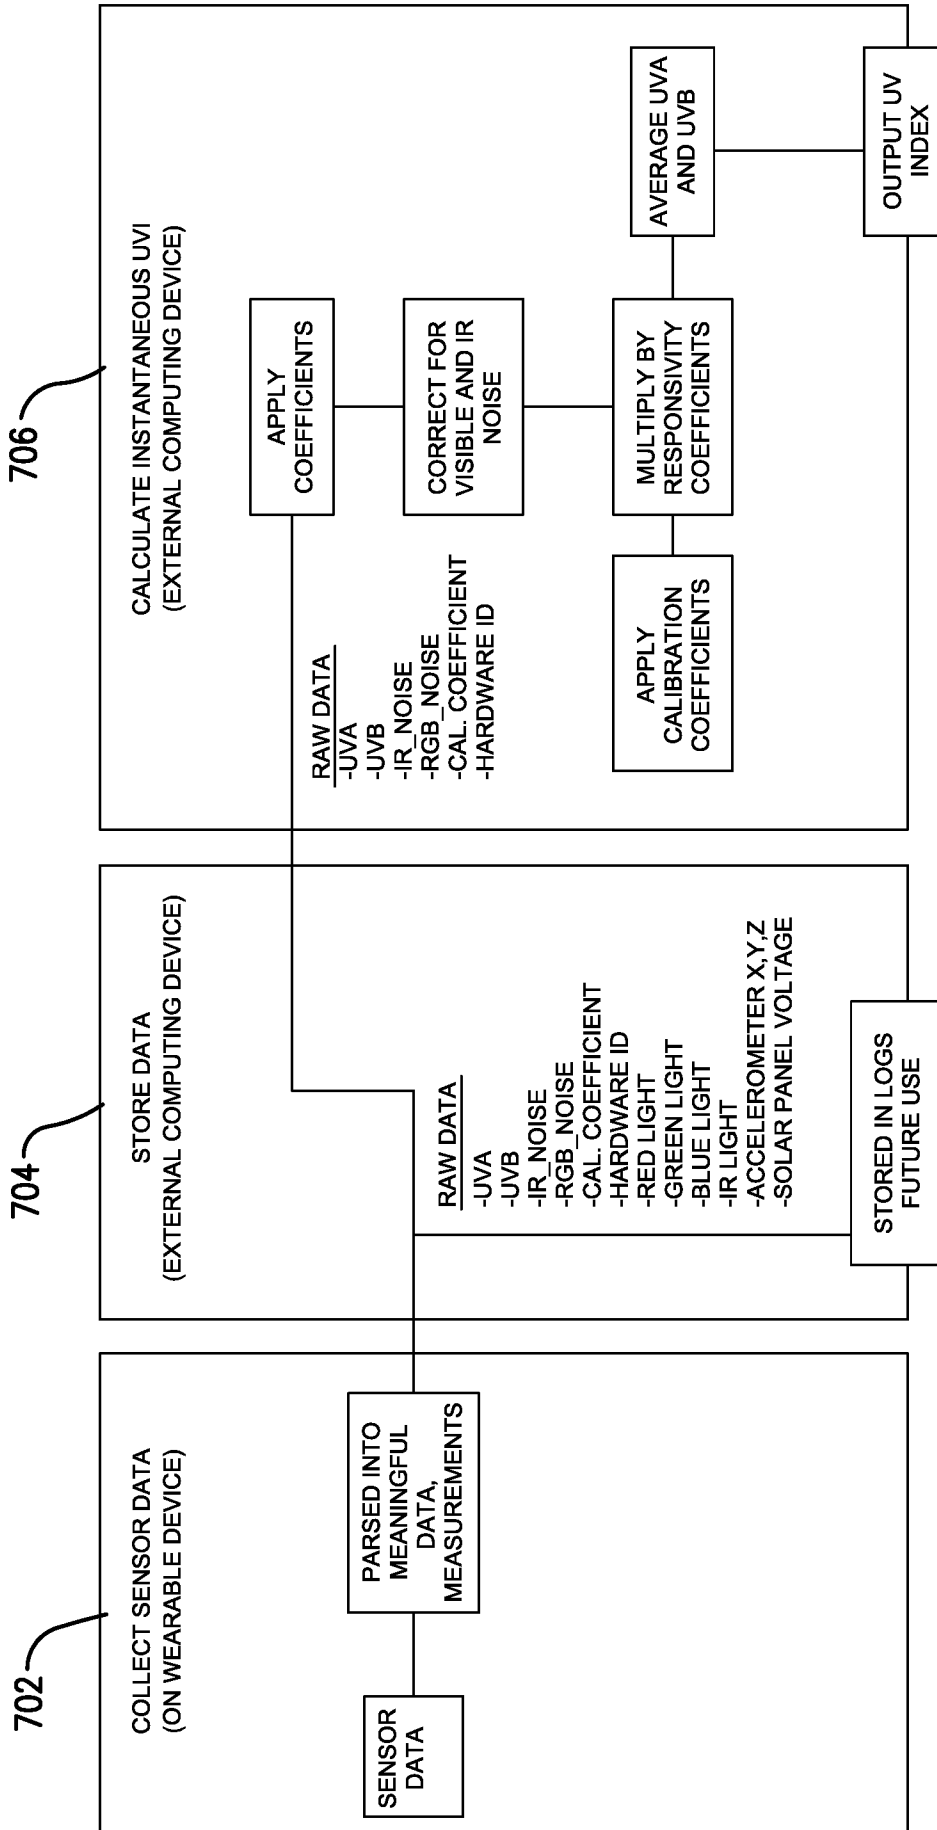 702
COLLECT SENSOR DATA
(ON WEARABLE DEVICE)
SENSOR
DATA
PARSED INTO
MEANINGFUL
DATA,
MEASUREMENTS
704
STORE DATA
(EXTERNAL COMPUTING DEVICE)
RAW DATA
-UVA
-UVB
-IR_NOISE
-RGB_NOISE
-CAL. COEFFICIENT
-HARDWARE ID
-RED LIGHT
-GREEN LIGHT
-BLUE LIGHT
-IR LIGHT
-ACCELEROMETER X,Y,Z
-SOLAR PANEL VOLTAGE
STORED IN LOGS
FUTURE USE
706
CALCULATE INSTANTANEOUS UVI
(EXTERNAL COMPUTING DEVICE)
RAW DATA
-UVA
-UVB
-IR_NOISE
-RGB_NOISE
-CAL. COEFFICIENT
-HARDWARE ID
APPLY
COEFFICIENTS
CORRECT FOR
VISIBLE AND IR
NOISE
APPLY
CALIBRATION
COEFFICIENTS
MULTIPLY BY
RESPONSIVITY
COEFFICIENTS
AVERAGE UVA
AND UVB
OUTPUT UV
INDEX